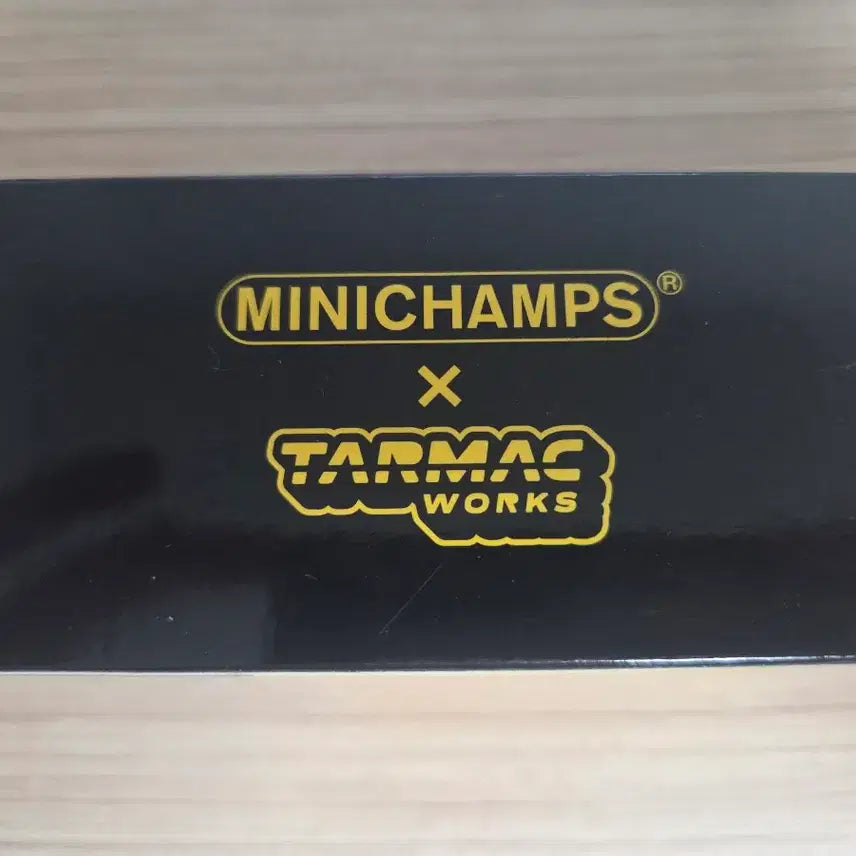 MINICHAMPS®
×
TARMAC
WORKS